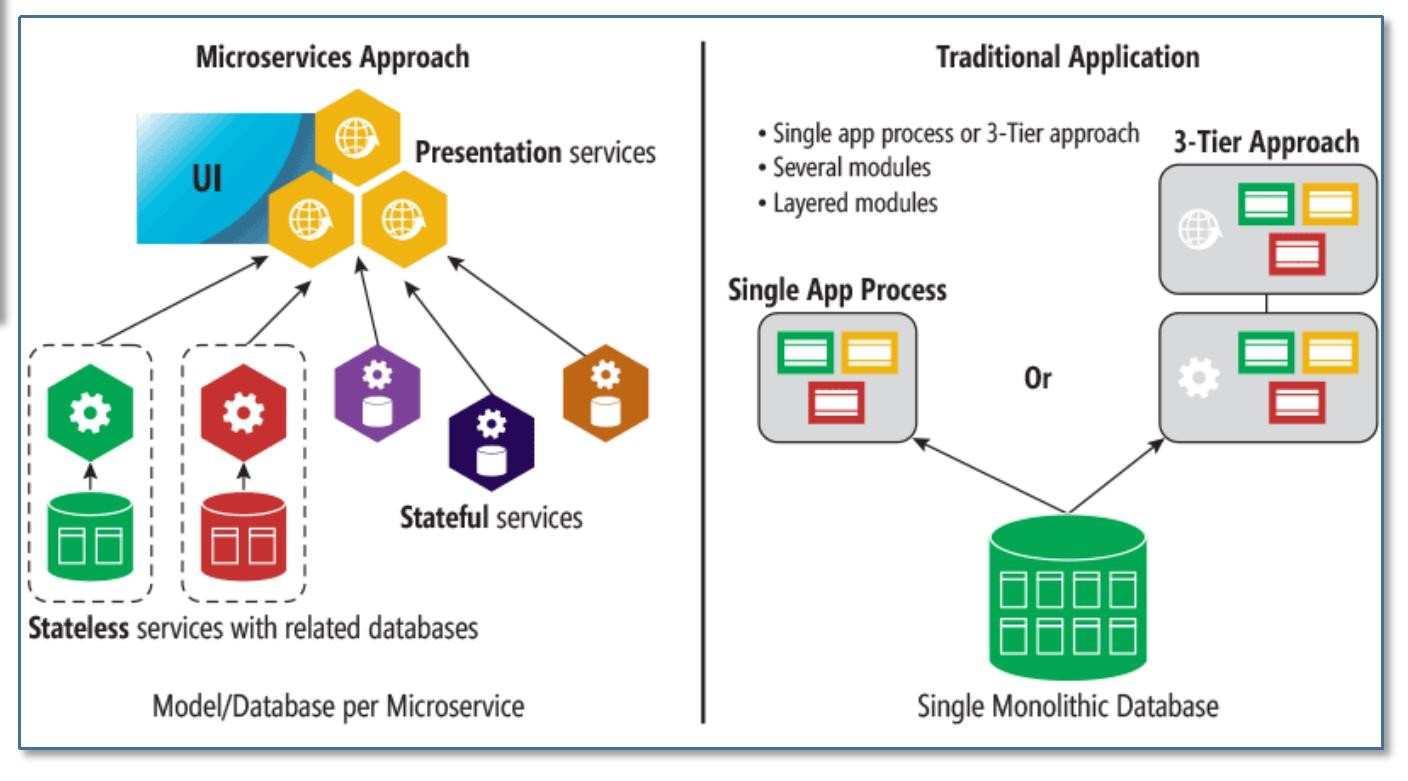 Microservices Approach
UI
Presentation services
Stateful services
Stateless services with related databases
Model/Database per Microservice
Traditional Application
• Single app process or 3-Tier approach
• Several modules
• Layered modules
3-Tier Approach
Single App Process
Or
Single Monolithic Database